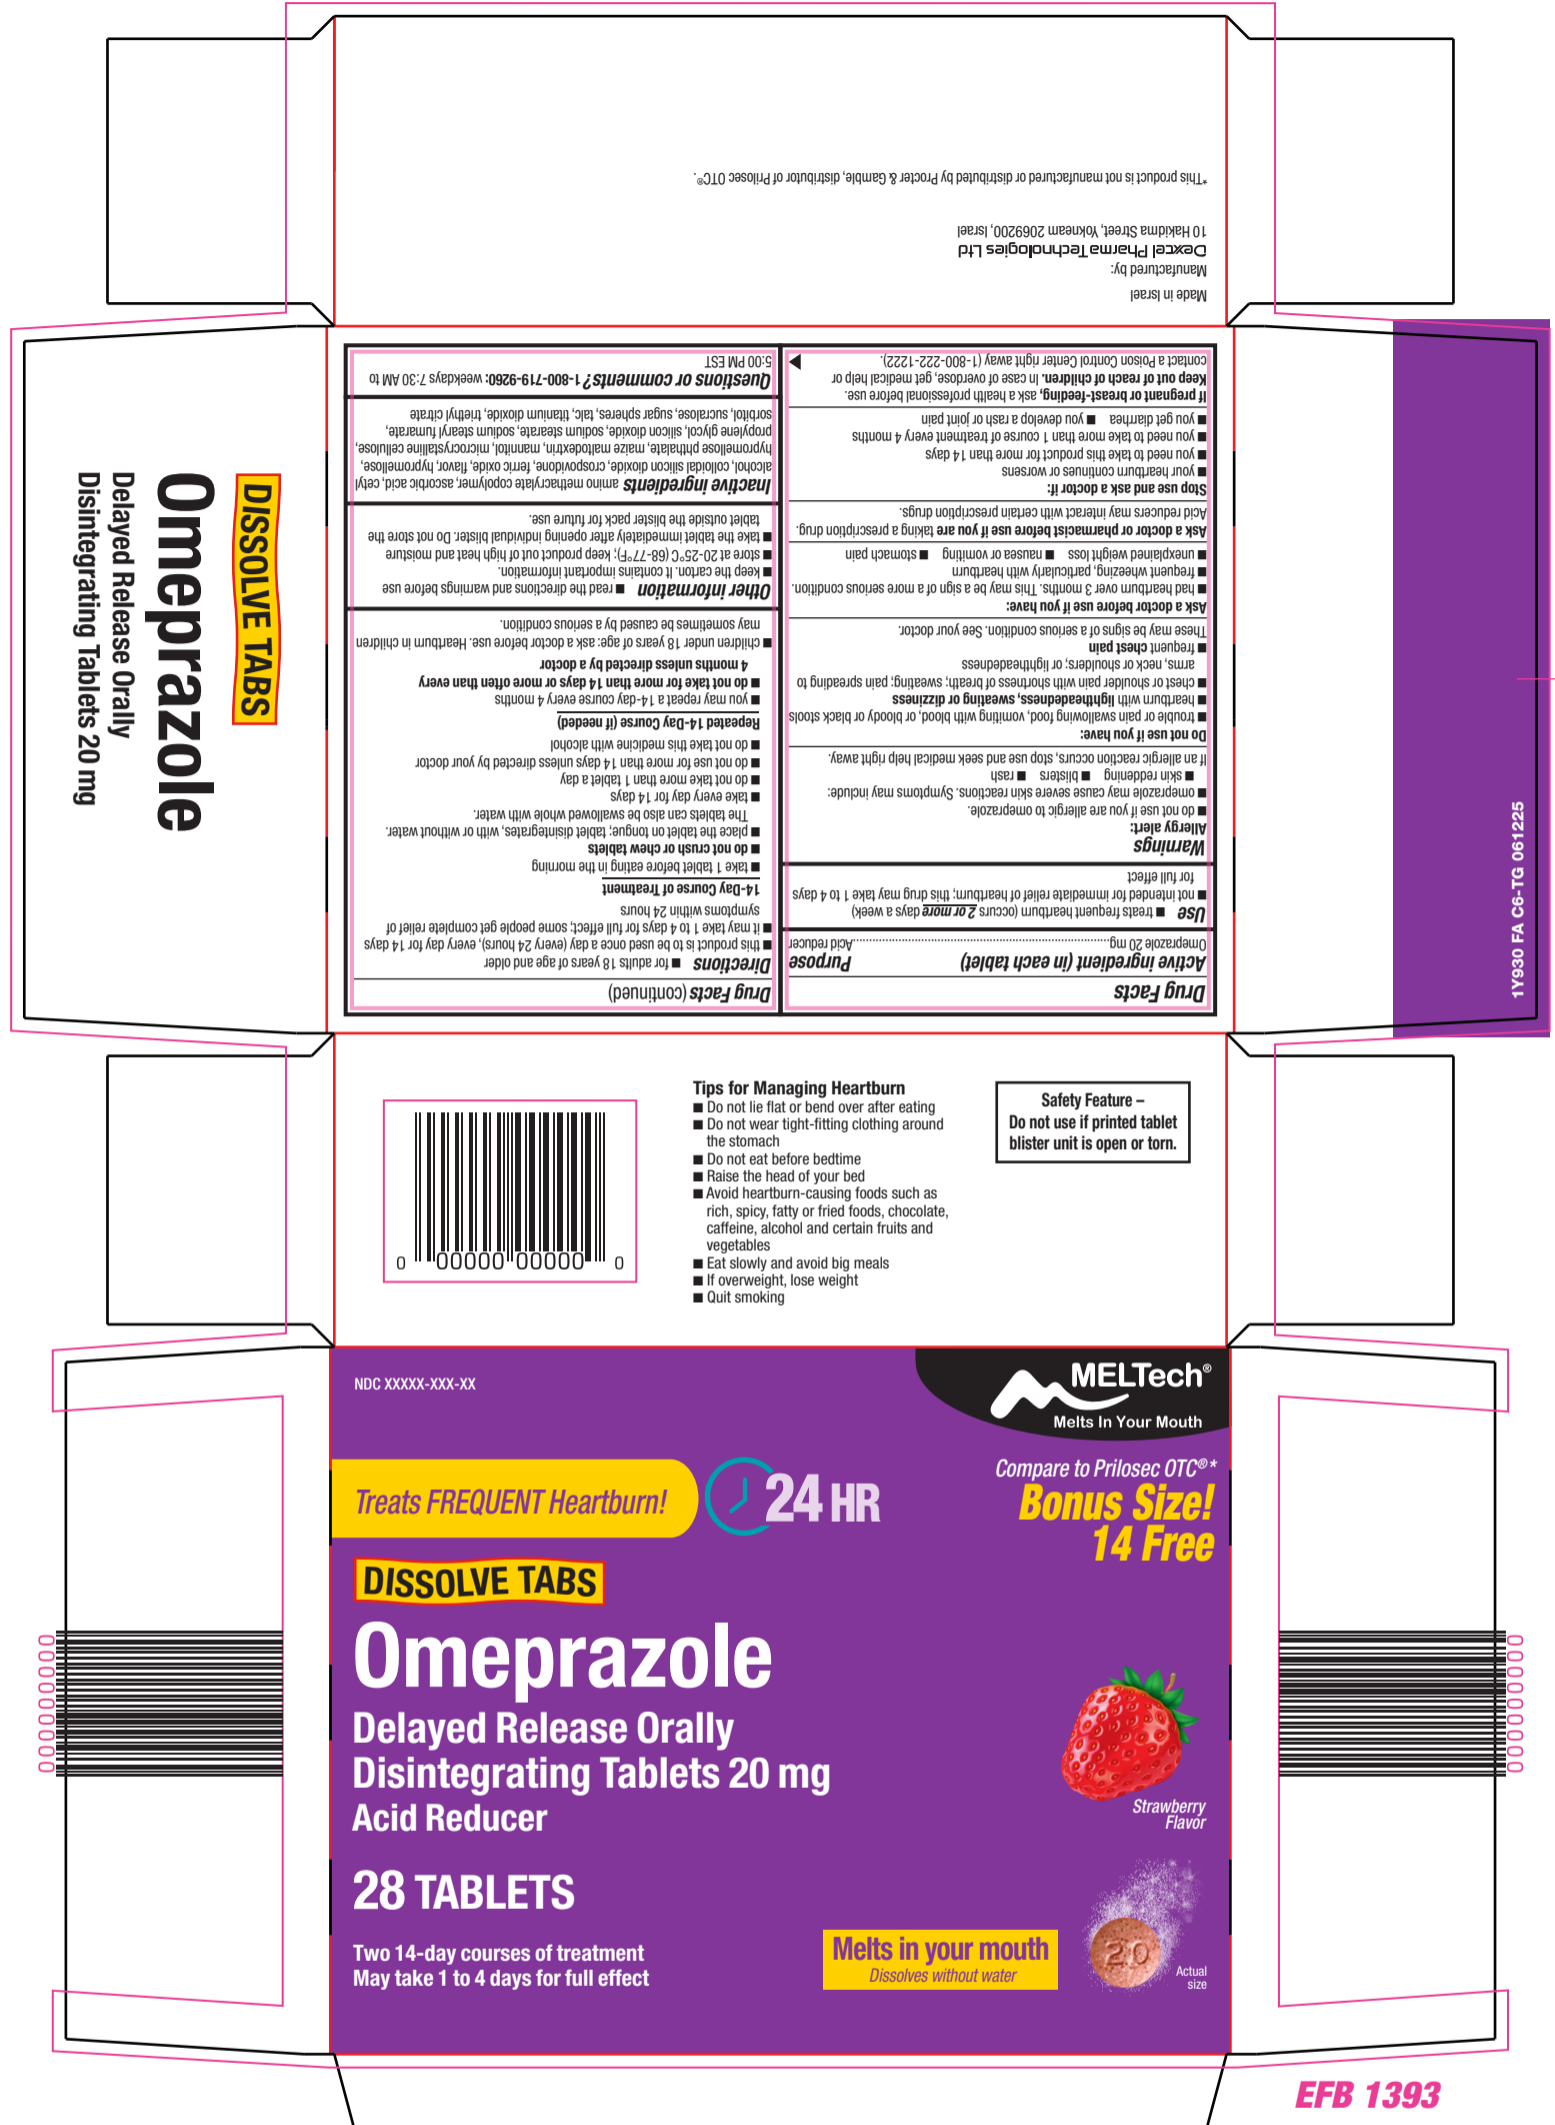 *This product is not manufactured or distributed by Procter & Gamble, distributor of Prilosec OTC®.
Made in Israel
Manufactured by:
Dexcel Pharma Technologies Ltd
10 Hakidma Street, Yokneam 2069200, Israel
DISSOLVE TABS
Omeprazole
Delayed Release Orally
Disintegrating Tablets 20 mg
Drug Facts
Active ingredient (in each tablet) Purpose
Omeprazole 20 mg....................Acid reducer
Use ■ treats frequent heartburn (occurs 2 or more days a week)
■ not intended for immediate relief of heartburn; this drug may take 1 to 4 days
for full effect
Warnings
Allergy alert:
■ do not use if you are allergic to omeprazole.
■ omeprazole may cause severe skin reactions. Symptoms may include:
■ skin reddening ■ blisters ■ rash
If an allergic reaction occurs, stop use and seek medical help right away.
Do not use if you have:
■ trouble or pain swallowing food, vomiting with blood, or bloody or black stools
■ heartburn with lightheadedness, sweating or dizziness
■ chest or shoulder pain with shortness of breath; sweating; pain spreading to
arms, neck or shoulders; or lightheadedness
■ frequent chest pain
These may be signs of a serious condition. See your doctor.
Ask a doctor before use if you have:
■ had heartburn over 3 months. This may be a sign of a more serious condition.
■ frequent wheezing, particularly with heartburn
■ unexplained weight loss ■ nausea or vomiting ■ stomach pain
Ask a doctor or pharmacist before use if you are taking a prescription drug.
Acid reducers may interact with certain prescription drugs.
Stop use and ask a doctor if:
■ your heartburn continues or worsens
■ you need to take this product for more than 14 days
■ you need to take more than 1 course of treatment every 4 months
■ you get diarrhea ■ you develop a rash or joint pain
If pregnant or breast-feeding, ask a health professional before use.
Keep out of reach of children. In case of overdose, get medical help or
contact a Poison Control Center right away (1-800-222-1222).
Drug Facts (continued)
Directions ■ for adults 18 years of age and older
■ this product is to be used once a day (every 24 hours), every day for 14 days
■ it may take 1 to 4 days for full effect; some people get complete relief of
symptoms within 24 hours
14-Day Course of Treatment
■ take 1 tablet before eating in the morning
■ do not crush or chew tablets
■ place the tablet on tongue; tablet disintegrates, with or without water.
The tablets can also be swallowed whole with water.
■ take every day for 14 days
■ do not take more than 1 tablet a day
■ do not use for more than 14 days unless directed by your doctor
■ do not take this medicine with alcohol
Repeated 14-Day Course (if needed)
■ you may repeat a 14-day course every 4 months
■ do not take for more than 14 days or more often than every
4 months unless directed by a doctor
■ children under 18 years of age: ask a doctor before use. Heartburn in children
may sometimes be caused by a serious condition.
Other information ■ read the directions and warnings before use
■ keep the carton. It contains important information.
■ store at 20-25°C (68-77°F); keep product out of high heat and moisture
■ take the tablet immediately after opening individual blister. Do not store the
tablet outside the blister pack for future use.
Inactive ingredients amino methacrylate copolymer, ascorbic acid, cetyl
alcohol, colloidal silicon dioxide, crospovidone, ferric oxide, flavor, hypromellose,
hypromellose phthalate, maize maltodextrin, mannitol, microcrystalline cellulose,
propylene glycol, silicon dioxide, sodium stearate, sodium stearyl fumarate,
sorbitol, sucralose, sugar spheres, talc, titanium dioxide, triethyl citrate
Questions or comments? 1-800-719-9260: weekdays 7:30 AM to
5:00 PM EST
1Y930 FA C6-TG 061225
0 00000 00000 0
Tips for Managing Heartburn
■ Do not lie flat or bend over after eating
■ Do not wear tight-fitting clothing around
the stomach
■ Do not eat before bedtime
■ Raise the head of your bed
■ Avoid heartburn-causing foods such as
rich, spicy, fatty or fried foods, chocolate,
caffeine, alcohol and certain fruits and
vegetables
■ Eat slowly and avoid big meals
■ If overweight, lose weight
■ Quit smoking
Safety Feature –
Do not use if printed tablet
blister unit is open or torn.
NDC XXXXX-XXX-XX
MELTech®
Melts In Your Mouth
Treats FREQUENT Heartburn!
24 HR
Compare to Prilosec OTC®*
Bonus Size!
14 Free
DISSOLVE TABS
Omeprazole
Delayed Release Orally
Disintegrating Tablets 20 mg
Acid Reducer
Strawberry
Flavor
28 TABLETS
Two 14-day courses of treatment
May take 1 to 4 days for full effect
Melts in your mouth
Dissolves without water
20
Actual
size
000000000
000000000
EFB 1393